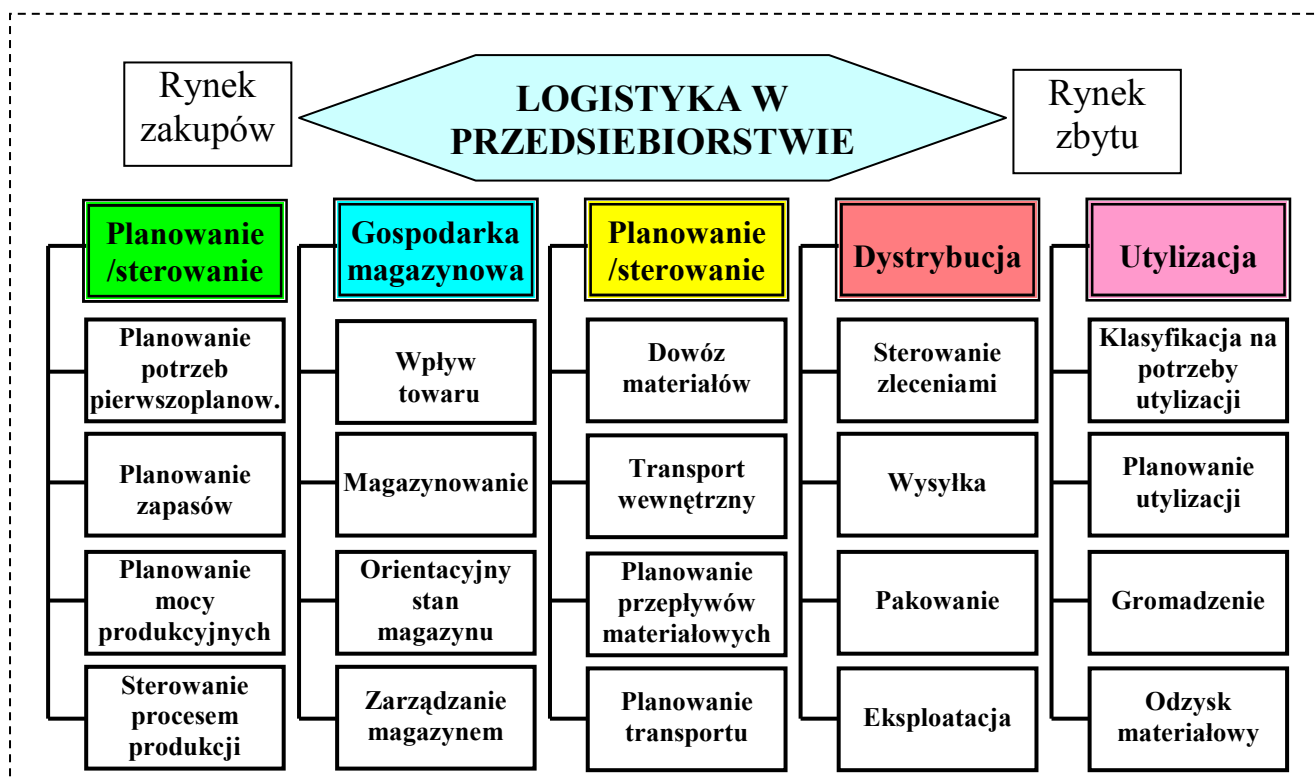 Rynek
zakupów
LOGISTYKA W
PRZEDSIEBIORSTWIE
Rynek
zbytu
Planowanie
/sterowanie
Planowanie
potrzeb
pierwszoplanow.
Planowanie
zapasów
Planowanie
mocy
produkcyjnych
Sterowanie
procesem
produkcji
Gospodarka
magazynowa
Wpływ
towaru
Magazynowanie
Orientacyjny
stan
magazynu
Zarządzanie
magazynem
Planowanie
/sterowanie
Dowóz
materiałów
Transport
wewnętrzny
Planowanie
przepływów
materiałowych
Planowanie
transportu
Dystrybucja
Sterowanie
zleceniami
Wysyłka
Pakowanie
Eksploatacja
Utylizacja
Klasyfikacja na
potrzeby
utylizacji
Planowanie
utylizacji
Gromadzenie
Odzysk
materiałowy